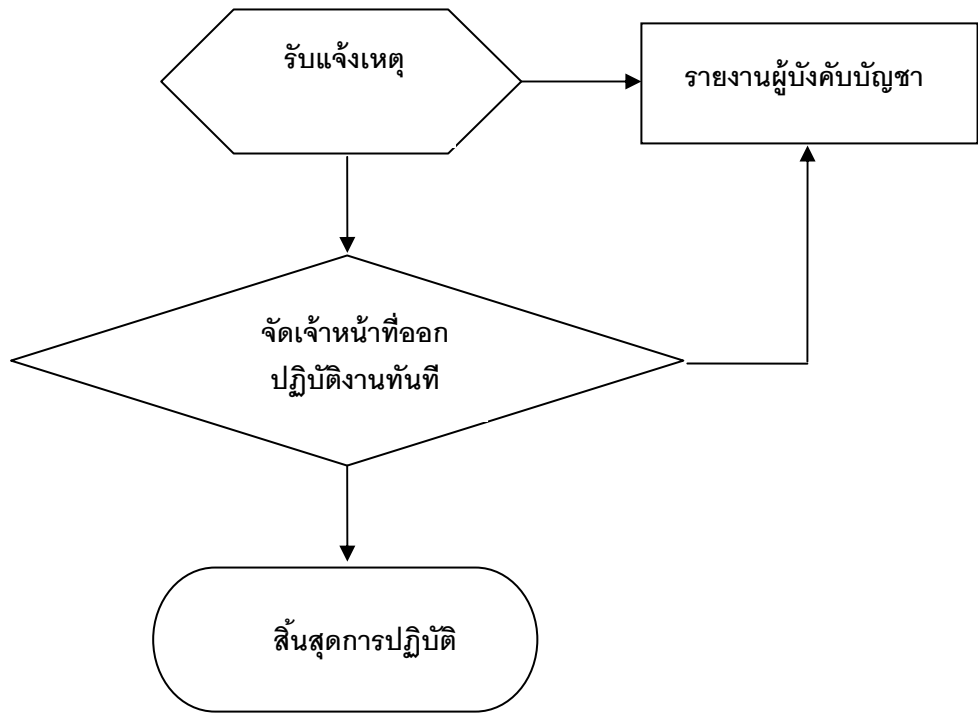 รับแจ้งเหตุ
รายงานผู้บังคับบัญชา
จัดเจ้าหน้าที่ออก
ปฏิบัติงานทันที
สิ้นสุดการปฏิบัติ